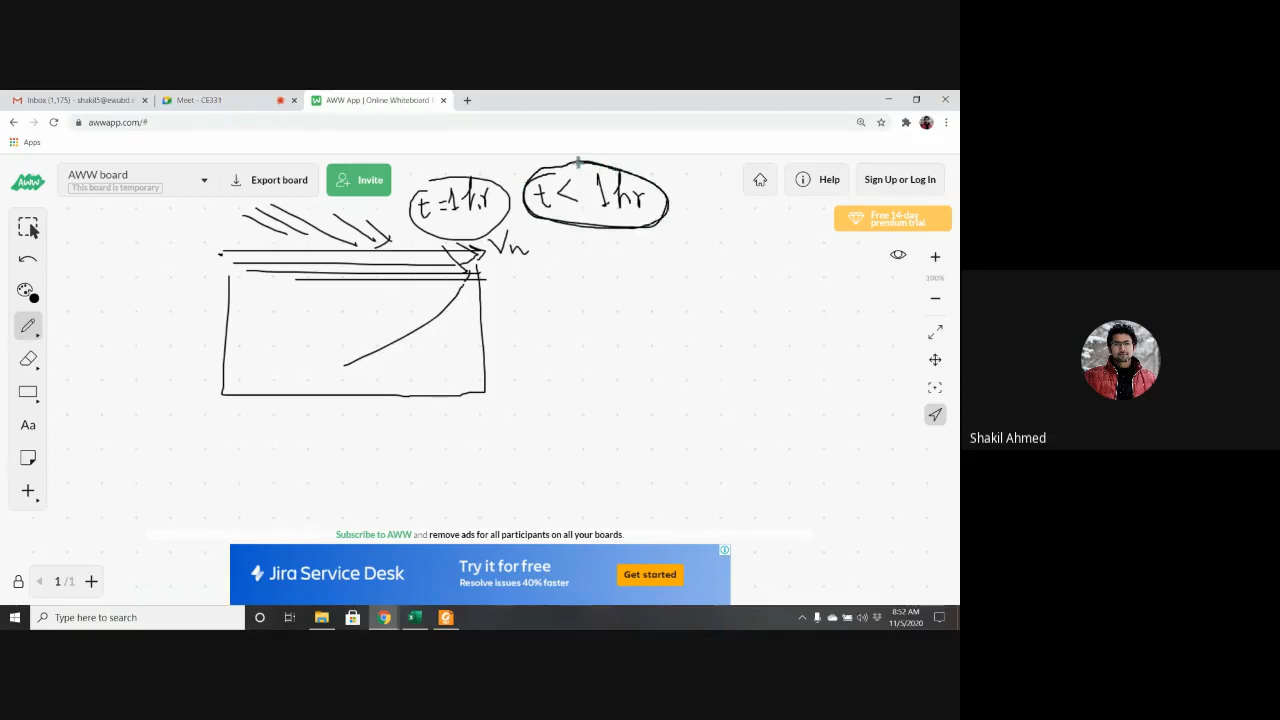 Inbox (1,175) - shakil5@ewubd.e
Meet - CE331
AWW App | Online Whiteboard f
awwapp.com/#
Apps
AWW
AWW board
This board is temporary
Export board
Invite
Help
Sign Up or Log In
Free 14-day
premium trial
t = 1 hr
t < 1 hr
Vn
100%
Aa
Subscribe to AWW and remove ads for all participants on all your boards.
Jira Service Desk
Try it for free
Resolve issues 40% faster
Get started
1 / 1
Type here to search
8:52 AM
11/5/2020
Shakil Ahmed